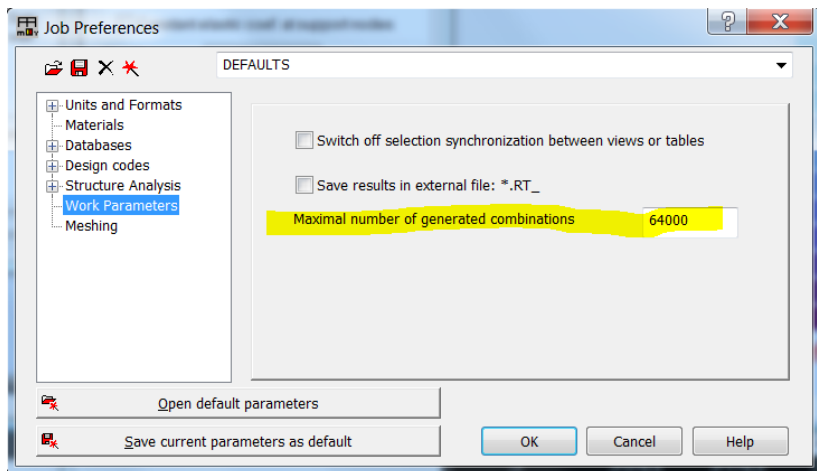 Job Preferences
DEFAULTS
Units and Formats
Materials
Databases
Design codes
Structure Analysis
Work Parameters
Meshing
Switch off selection synchronization between views or tables
Save results in external file: *.RT_
Maximal number of generated combinations 64000
Open default parameters
Save current parameters as default
OK Cancel Help